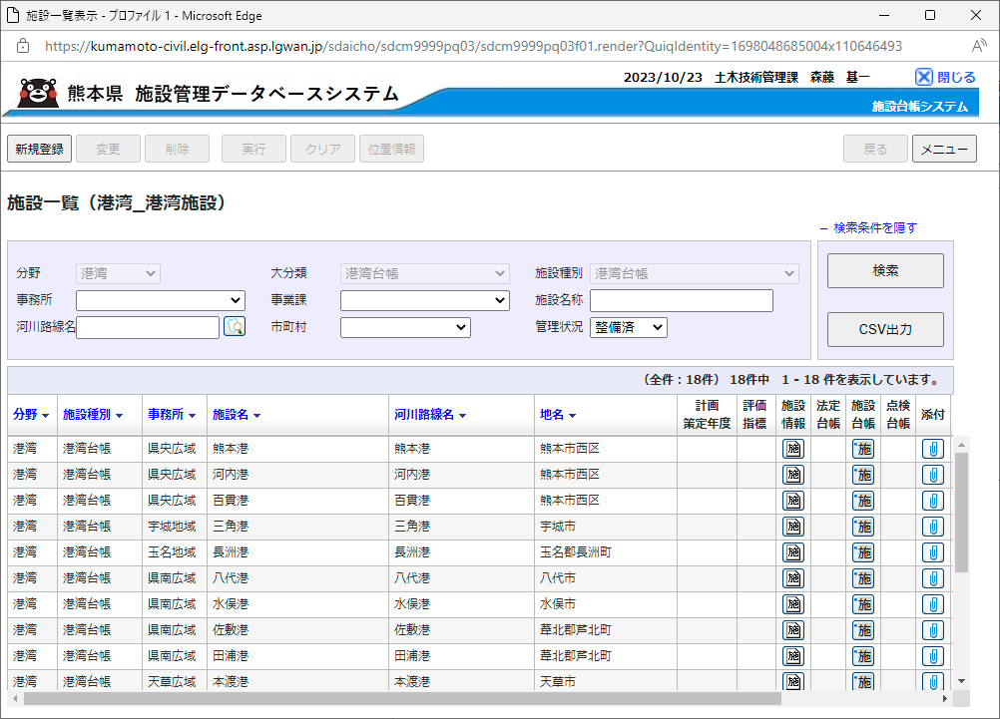 施設一覧表示 - プロファイル 1 - Microsoft Edge
https://kumamoto-civil.elg-front.asp.lgwan.jp/sdaicho/sdcm9999pq03/sdcm9999pq03f01.render?QuiqIdentity=1698048685004x110646493
2023/10/23 土木技術管理課 森藤 基一 閉じる
熊本県 施設管理データベースシステム
施設台帳システム
新規登録 変更 削除 実行 クリア 位置情報 戻る メニュー
施設一覧（港湾_港湾施設）
− 検索条件を隠す
分野 港湾 大分類 港湾台帳 施設種別 港湾台帳 検索
事務所 事業課 施設名称
河川路線名 市町村 管理状況 整備済 CSV出力
（全件：18件） 18件中 1 - 18 件を表示しています。
分野 施設種別 事務所 施設名 河川路線名 地名 計画策定年度 評価指標 施設情報 法定台帳 施設台帳 点検台帳 添付
港湾 港湾台帳 県央広域 熊本港 熊本港 熊本市西区 施 施
港湾 港湾台帳 県央広域 河内港 河内港 熊本市西区 施 施
港湾 港湾台帳 県央広域 百貫港 百貫港 熊本市西区 施 施
港湾 港湾台帳 宇城地域 三角港 三角港 宇城市 施 施
港湾 港湾台帳 玉名地域 長洲港 長洲港 玉名郡長洲町 施 施
港湾 港湾台帳 県南広域 八代港 八代港 八代市 施 施
港湾 港湾台帳 県南広域 水俣港 水俣港 水俣市 施 施
港湾 港湾台帳 県南広域 佐敷港 佐敷港 葦北郡芦北町 施 施
港湾 港湾台帳 県南広域 田浦港 田浦港 葦北郡芦北町 施 施
港湾 港湾台帳 天草広域 本渡港 本渡港 天草市 施 施